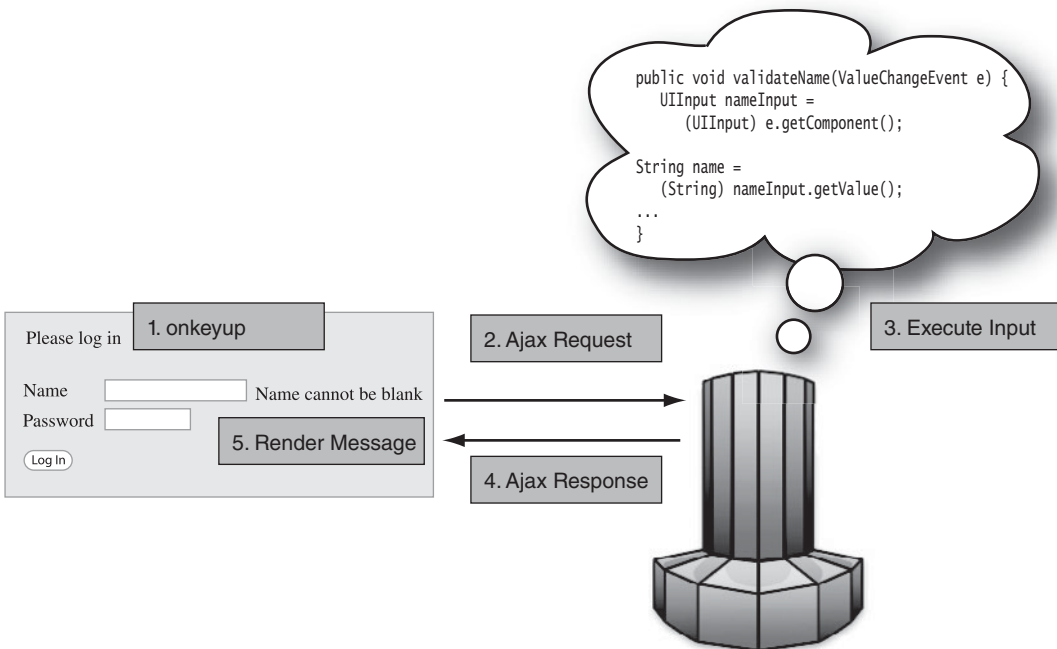 public void validateName(ValueChangeEvent e) {
UIInput nameInput =
(UIInput) e.getComponent();
String name =
(String) nameInput.getValue();
...
}
1. onkeyup
Please log in
2. Ajax Request
3. Execute Input
Name
Name cannot be blank
Password
5. Render Message
Log In
4. Ajax Response